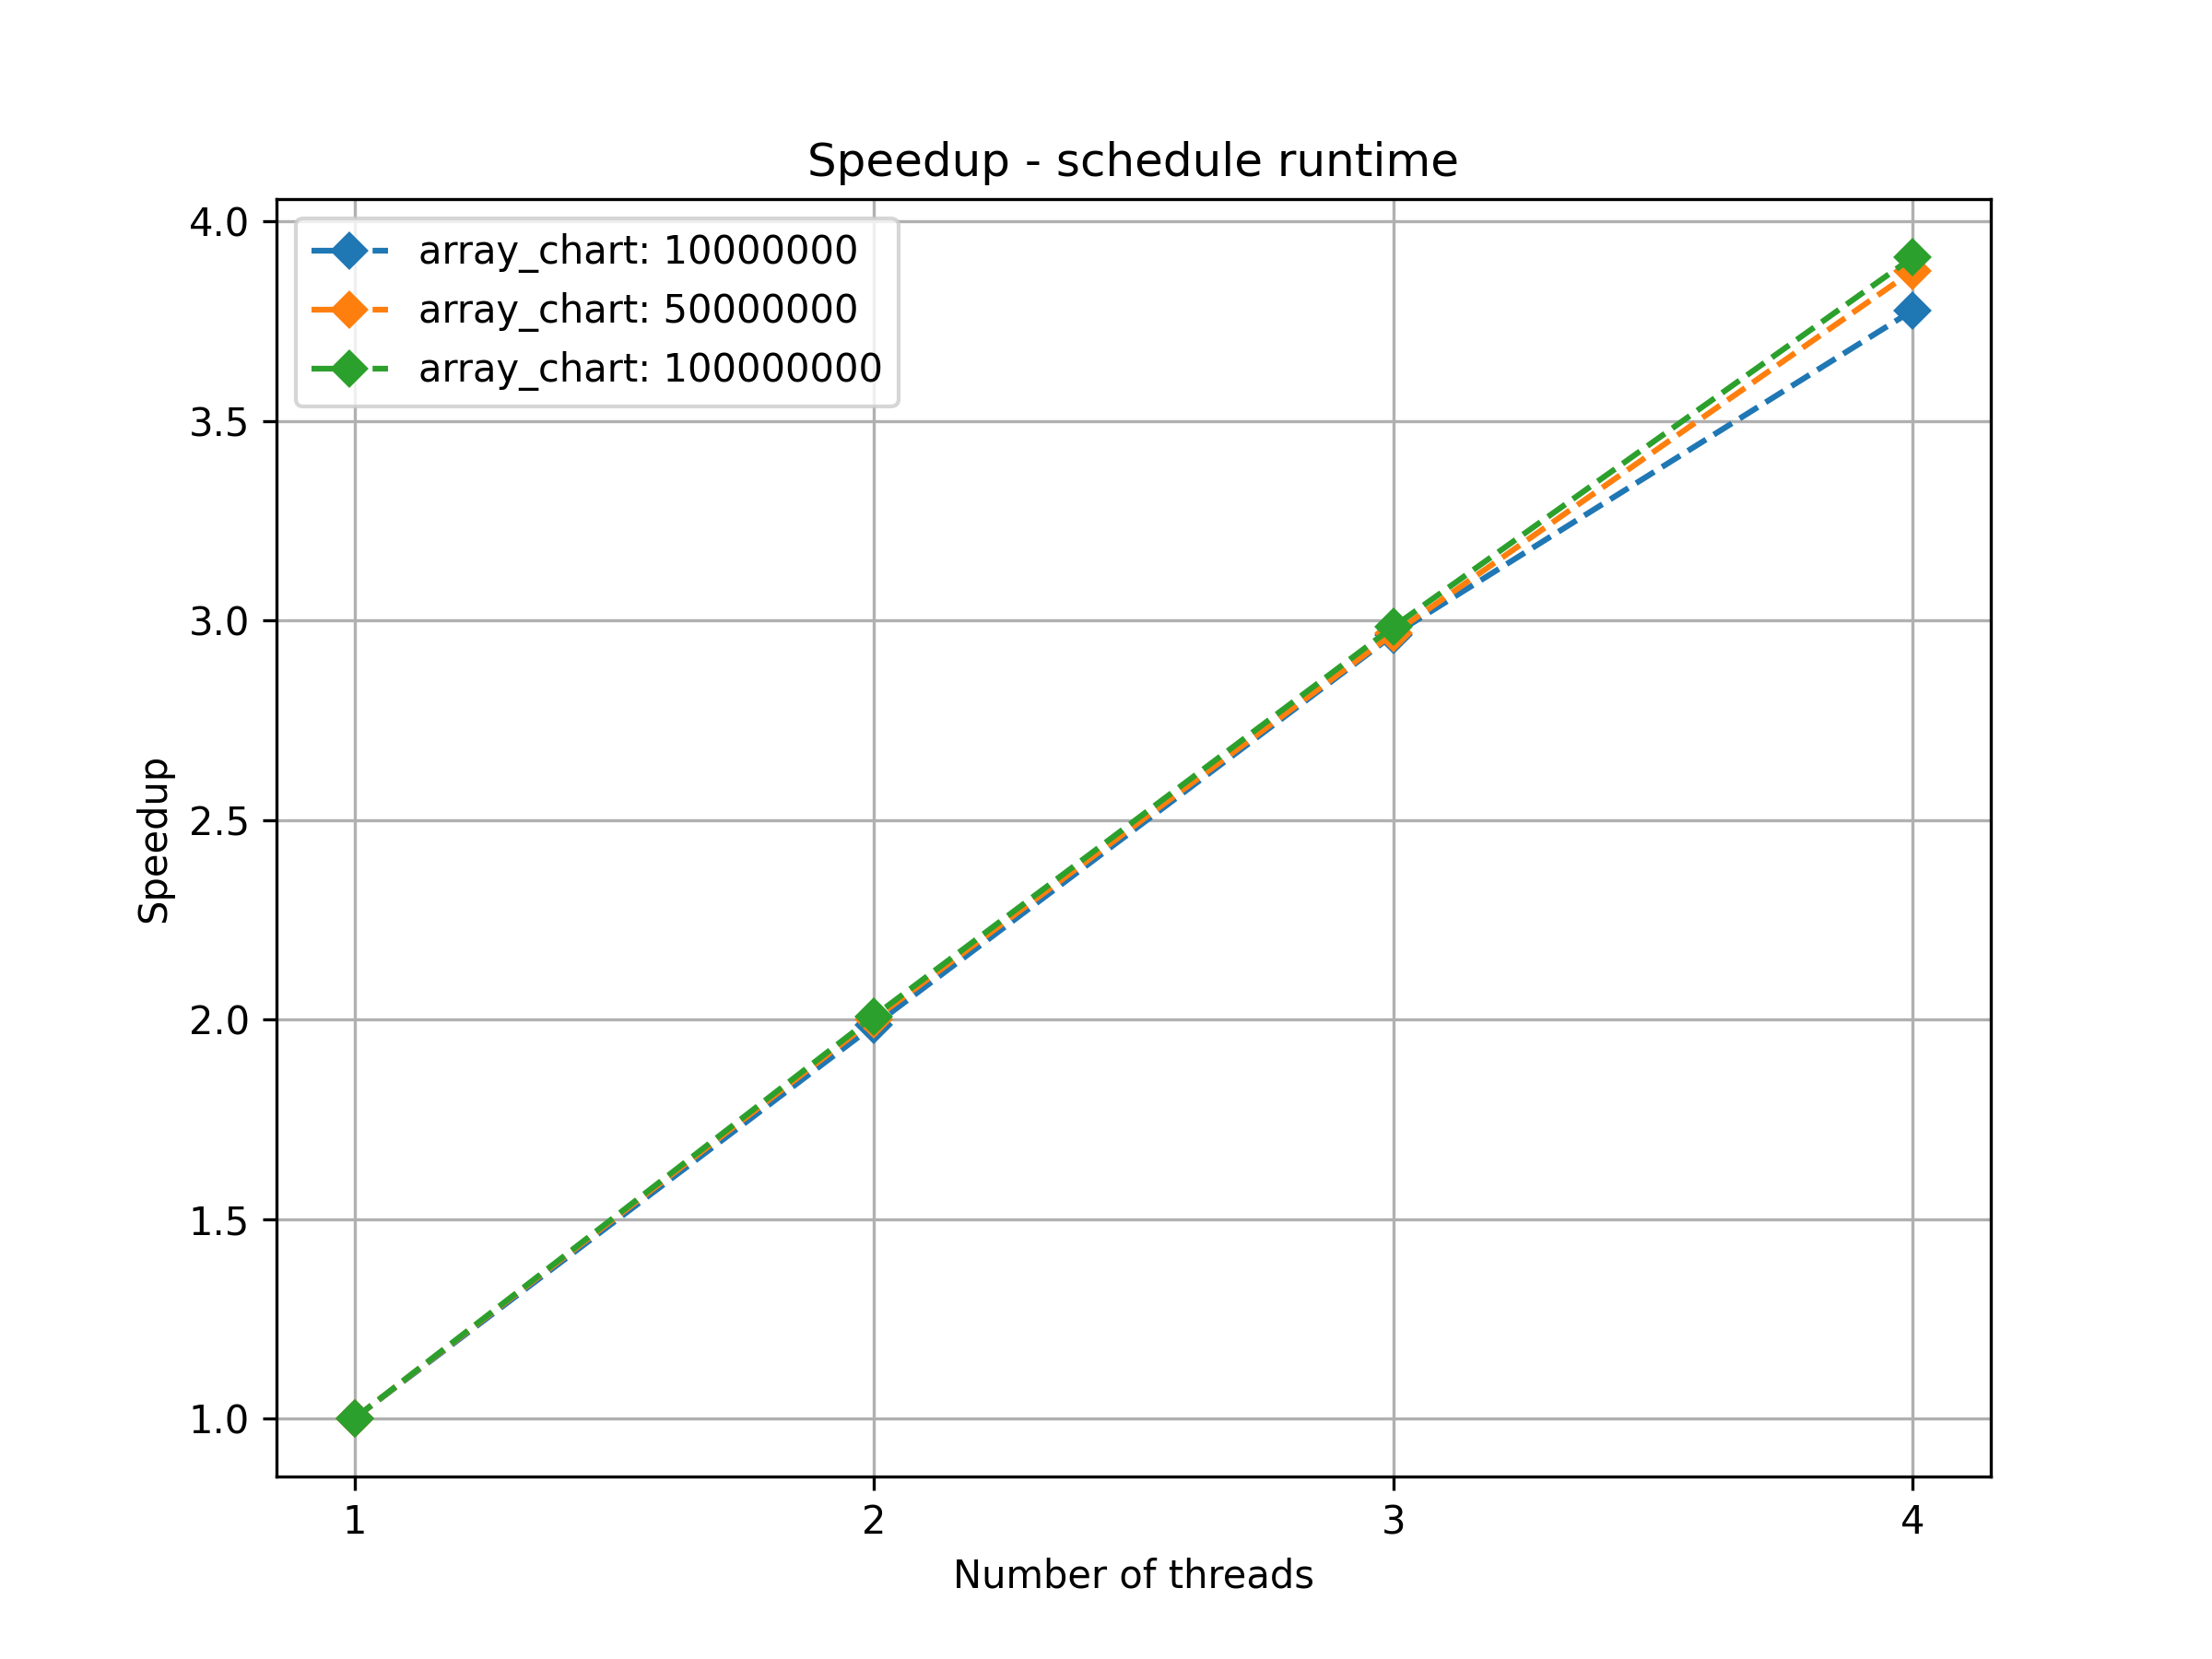 Speedup - schedule runtime
array_chart: 10000000
array_chart: 50000000
array_chart: 100000000
4.0
3.5
3.0
2.5
2.0
1.5
1.0
Speedup
1 2 3 4
Number of threads